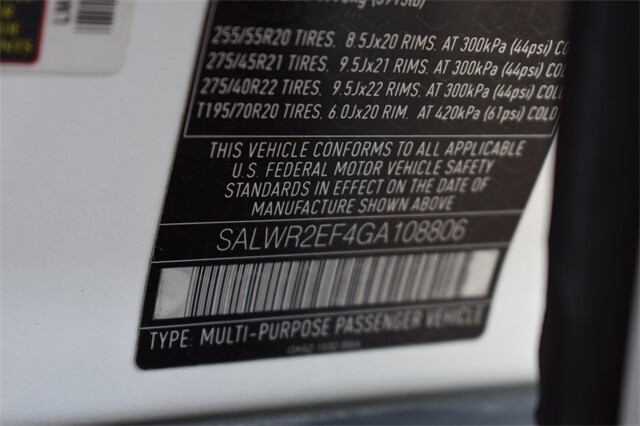 255/55R20 TIRES. 8.5Jx20 RIMS. AT 300kPa (44psi)
275/45R21 TIRES. 9.5Jx21 RIMS. AT 300kPa (44psi)
275/40R22 TIRES. 9.5Jx22 RIMS. AT 300kPa (44psi) COL
T195/70R20 TIRES. 6.0Jx20 RIM. AT 420kPa (61psi) COLD
THIS VEHICLE CONFORMS TO ALL APPLICABLE
U.S. FEDERAL MOTOR VEHICLE SAFETY
STANDARDS IN EFFECT ON THE DATE OF
MANUFACTURE SHOWN ABOVE
SALWR2EF4GA108806
TYPE: MULTI-PURPOSE PASSENGER VEHICLE